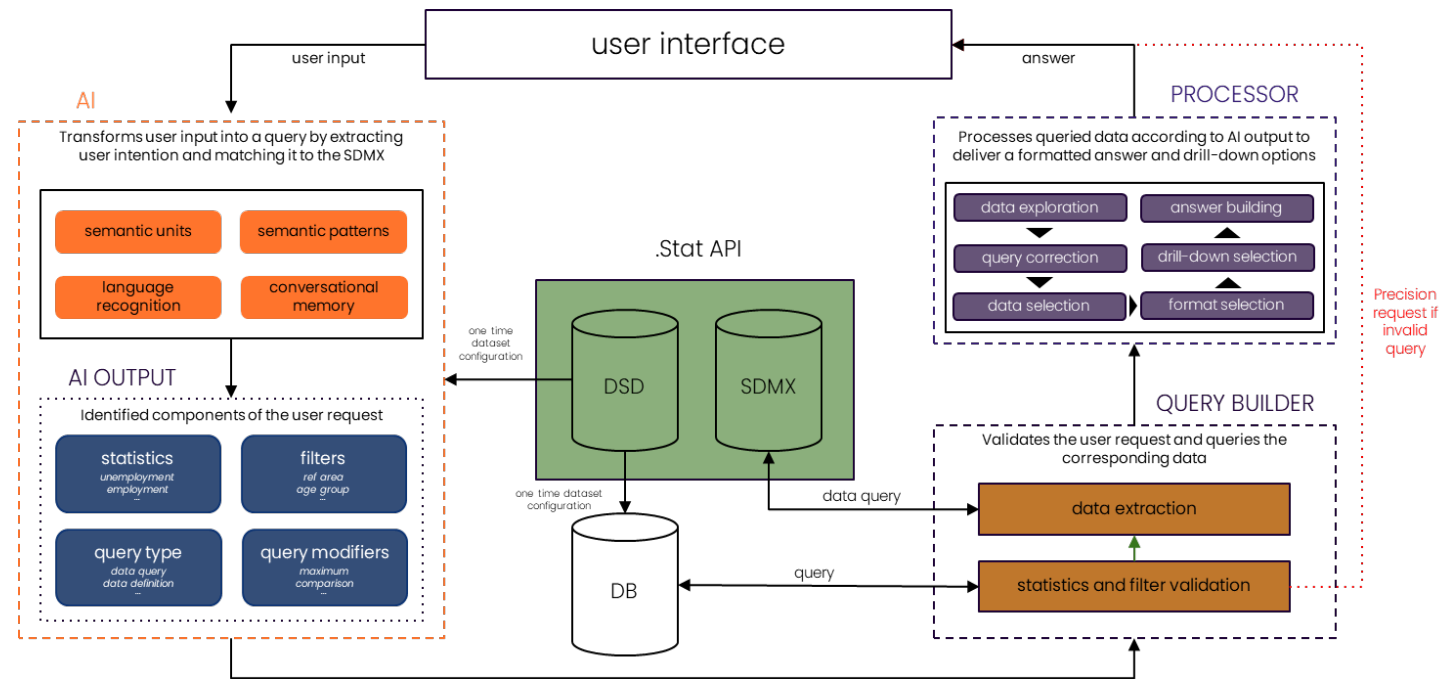 user interface
user input
answer
AI
Transforms user input into a query by extracting
user intention and matching it to the SDMX
semantic units
semantic patterns
language
recognition
conversational
memory
AI OUTPUT
Identified components of the user request
statistics
unemployment
employment
...
filters
ref area
age group
...
query type
data query
data definition
...
query modifiers
maximum
comparison
...
.Stat API
one time
dataset
configuration
DSD
SDMX
one time dataset
configuration
DB
data query
query
PROCESSOR
Processes queried data according to AI output to
deliver a formatted answer and drill-down options
data exploration
query correction
data selection
answer building
drill-down selection
format selection
Precision
request if
invalid
query
QUERY BUILDER
Validates the user request and queries the
corresponding data
data extraction
statistics and filter validation